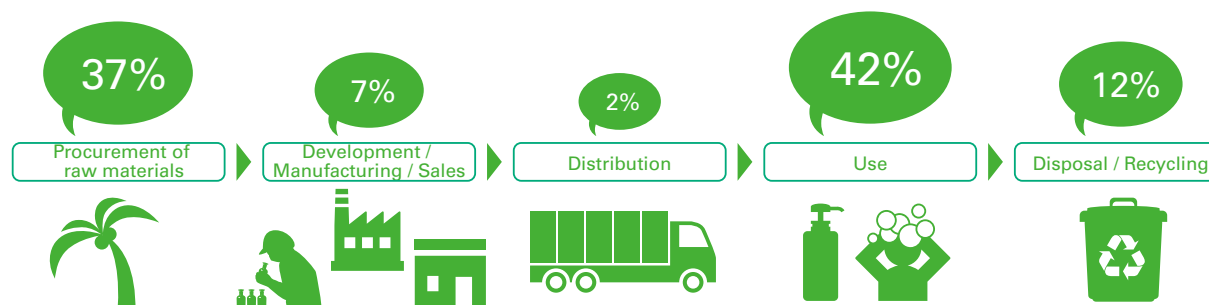 37%
7%
2%
42%
12%
Procurement of
raw materials
Development /
Manufacturing / Sales
Distribution
Use
Disposal / Recycling